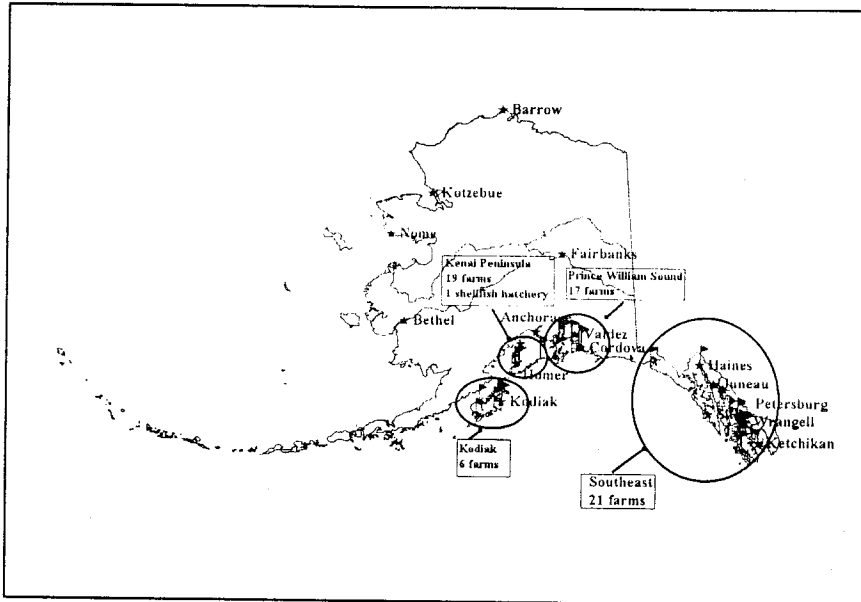 Barrow
Kotzebue
Nome
Fairbanks
Kenai Peninsula
19 farms
1 shellfish hatchery
Prince William Sound
17 farms
Bethel
Valdez
Cordova
Homer
Kodiak
Haines
Juneau
Petersburg
Wrangell
Ketchikan
Kodiak
6 farms
Southeast
21 farms